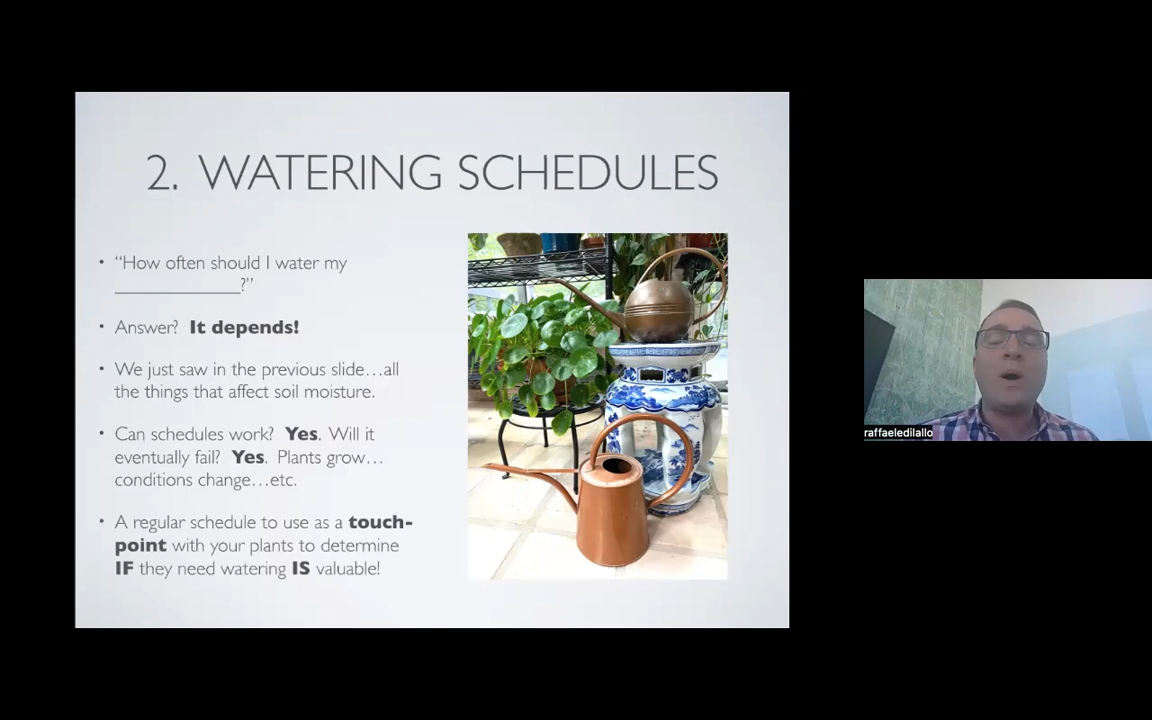 2. WATERING SCHEDULES
• “How often should I water my
_____________?”
• Answer? It depends!
• We just saw in the previous slide…all
the things that affect soil moisture.
• Can schedules work? Yes. Will it
eventually fail? Yes. Plants grow…
conditions change…etc.
• A regular schedule to use as a touch-
point with your plants to determine
IF they need watering IS valuable!
raffaeledilallo